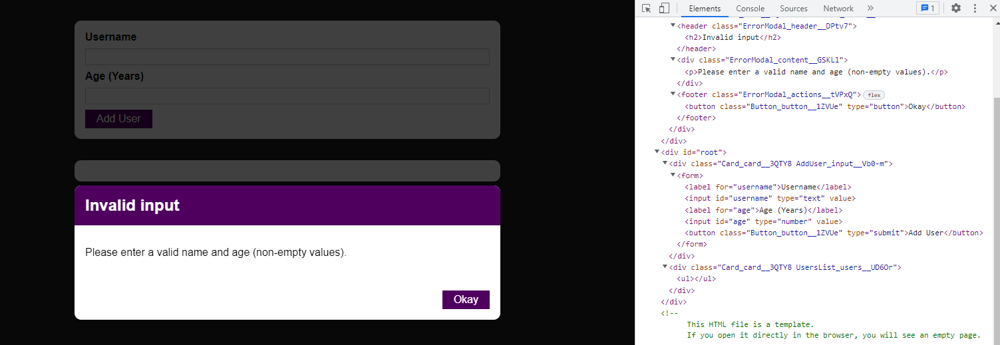 Username
Age (Years)
Add User
Invalid input
Please enter a valid name and age (non-empty values).
Okay
Elements Console Sources Network » 1
<header class="ErrorModal_header__DPtv7">
<h2>Invalid input</h2>
</header>
<div class="ErrorModal_content__GSKLl">
<p>Please enter a valid name and age (non-empty values).</p>
</div>
<footer class="ErrorModal_actions__tVPxQ"> flex
<button class="Button_button__1ZVUe" type="button">Okay</button>
</footer>
</div>
</div>
<div id="root">
<div class="Card_card__3QTY8 AddUser_input__Vb0-m">
<form>
<label for="username">Username</label>
<input id="username" type="text" value>
<label for="age">Age (Years)</label>
<input id="age" type="number" value>
<button class="Button_button__1ZVUe" type="submit">Add User</button>
</form>
</div>
<div class="Card_card__3QTY8 UsersList_users__UD6Or">
<ul></ul>
</div>
</div>
<!--
This HTML file is a template.
If you open it directly in the browser, you will see an empty page.